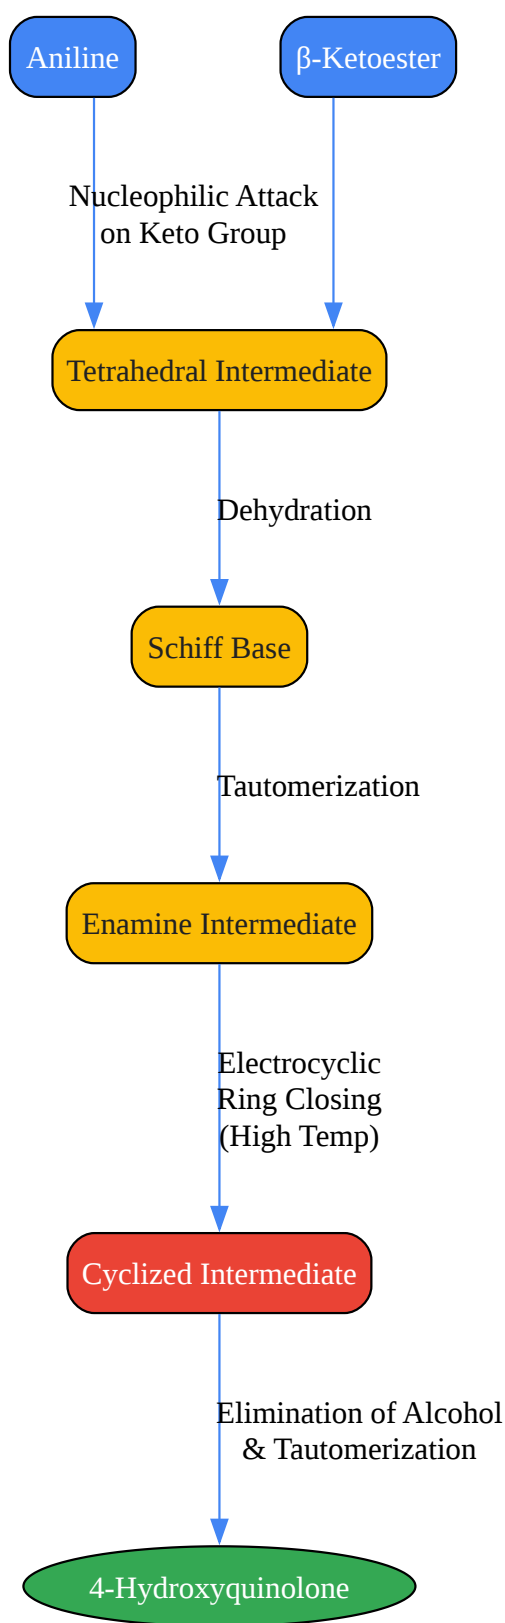 Aniline
β-Ketoester
Nucleophilic Attack
on Keto Group
Tetrahedral Intermediate
Dehydration
Schiff Base
Tautomerization
Enamine Intermediate
Electrocyclic
Ring Closing
(High Temp)
Cyclized Intermediate
Elimination of Alcohol
& Tautomerization
4-Hydroxyquinolone